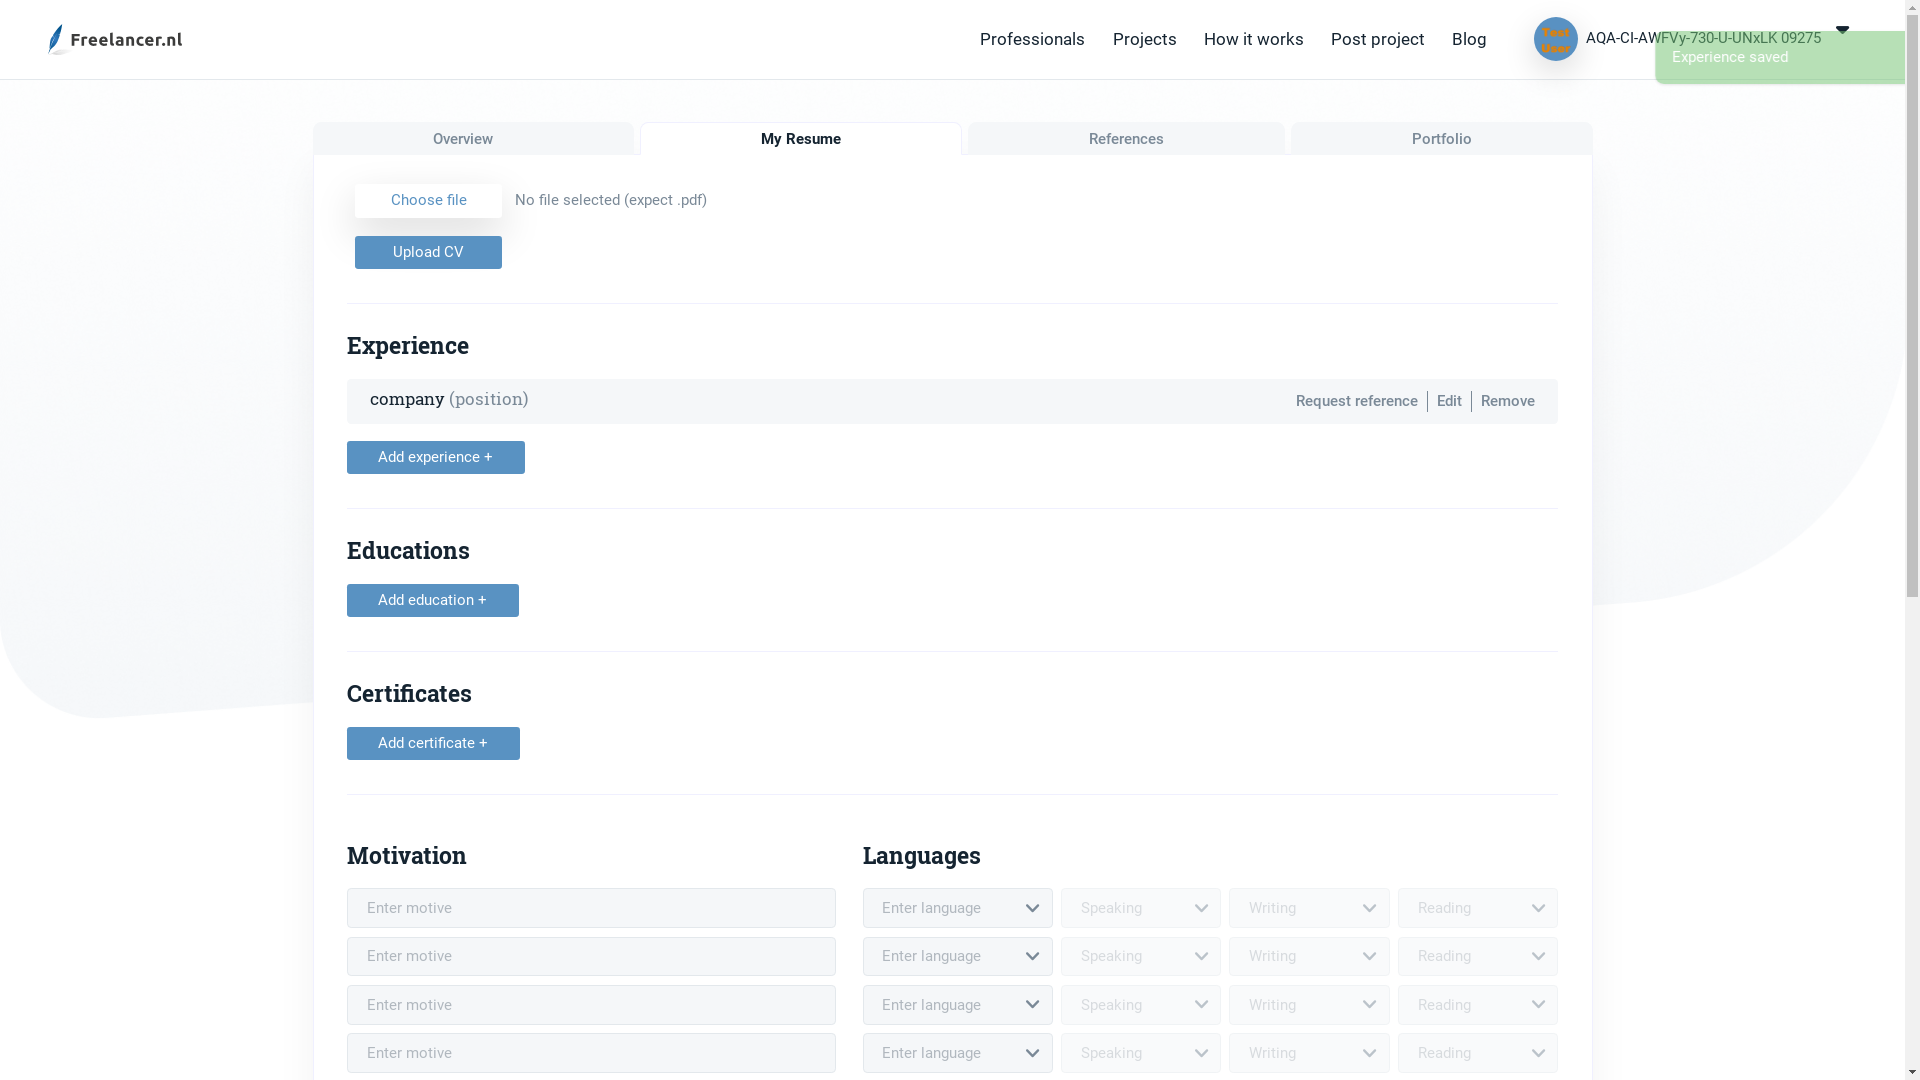 Freelancer.nl
Professionals
Projects
How it works
Post project
Blog
Test
User
AQA-CI-AWFVy-730-U-UNxLK 09275
Experience saved
Overview
My Resume
References
Portfolio
Choose file
No file selected (expect .pdf)
Upload CV
Experience
company (position)
Request reference
Edit
Remove
Add experience +
Educations
Add education +
Certificates
Add certificate +
Motivation
Languages
Enter motive
Enter language
Speaking
Writing
Reading
Enter motive
Enter language
Speaking
Writing
Reading
Enter motive
Enter language
Speaking
Writing
Reading
Enter motive
Enter language
Speaking
Writing
Reading